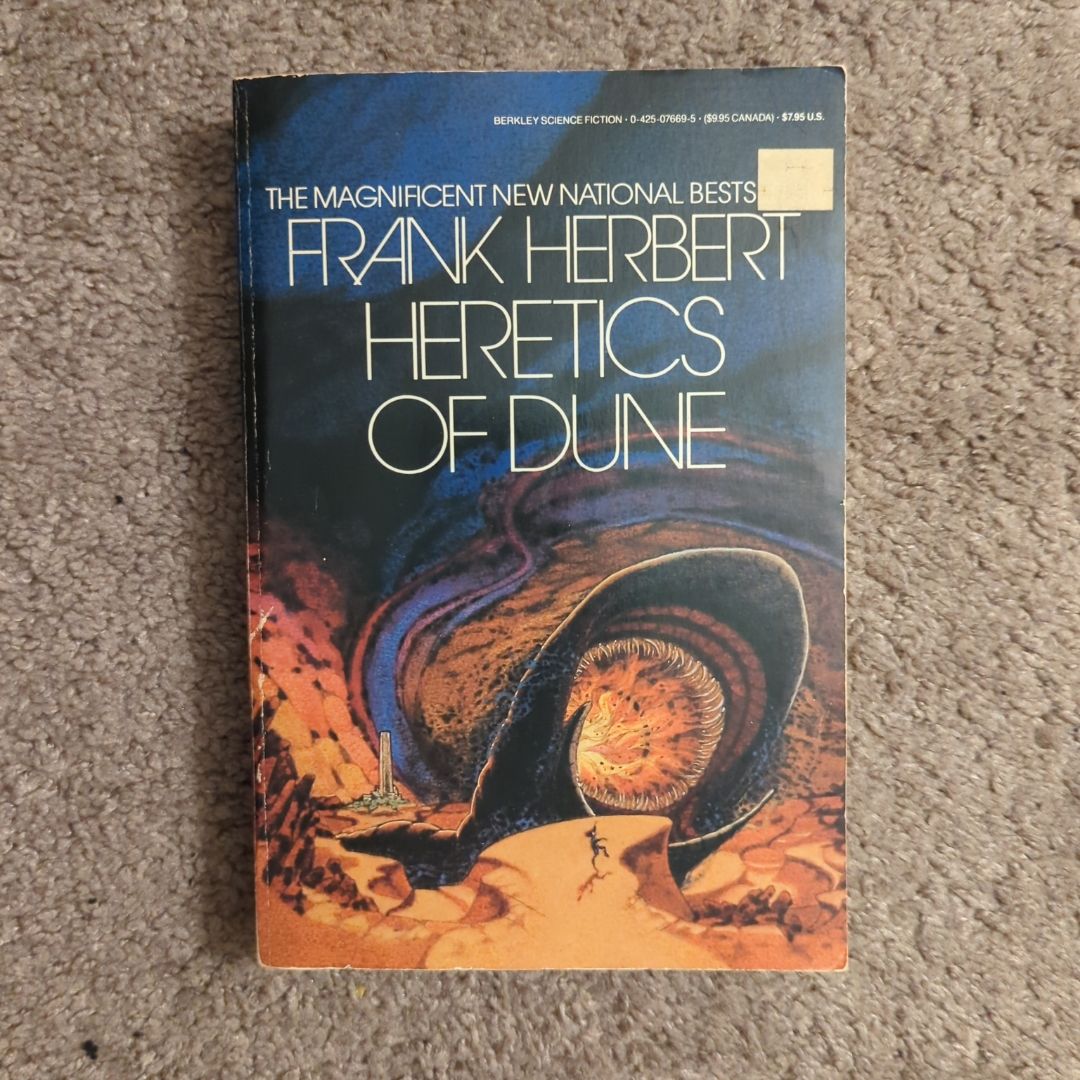 BERKLEY SCIENCE FICTION • 0-425-07669-5 • ($9.95 CANADA) • $7.95 U.S.
THE MAGNIFICENT NEW NATIONAL BESTS
FRANK HERBERT
HERETICS
OF DUNE